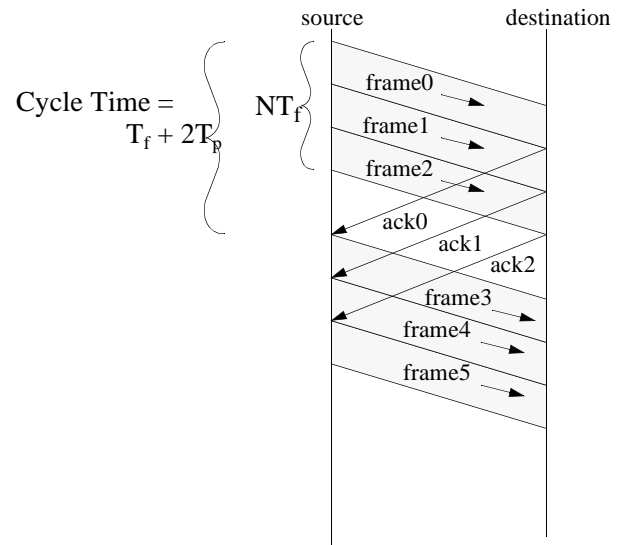 source
destination
Cycle Time =
T_f + 2T_p
NT_f
frame0
frame1
frame2
ack0
ack1
ack2
frame3
frame4
frame5